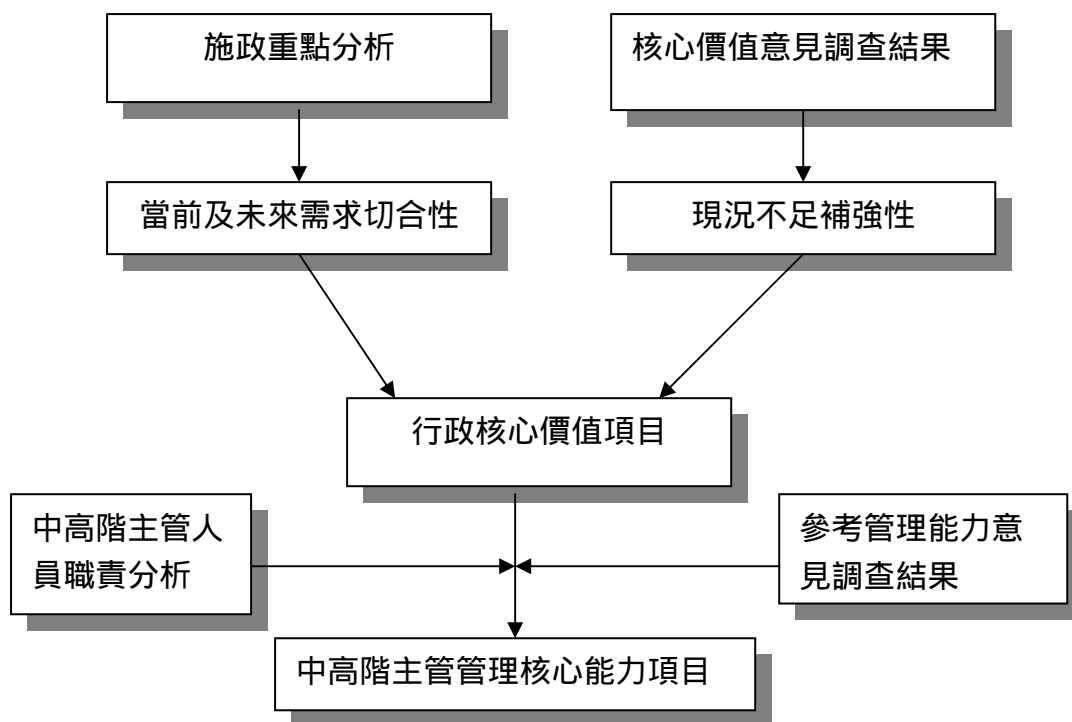 施政重點分析
核心價值意見調查結果
當前及未來需求切合性
現況不足補強性
行政核心價值項目
中高階主管人
員職責分析
參考管理能力意
見調查結果
中高階主管管理核心能力項目